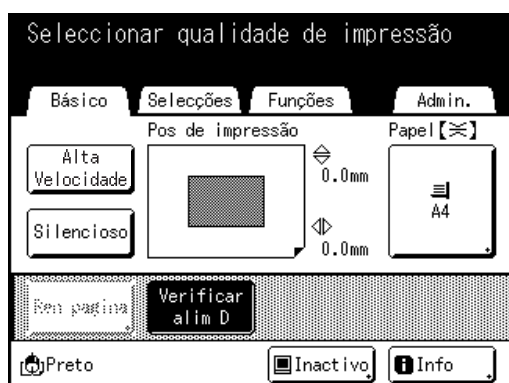 Seleccionar qualidade de impressão
Básico Selecções Funções Admin.
Pos de impressão Papel【】
Alta
Velocidade
0.0mm
A4
Silencioso
0.0mm
Ren pagina
Verificar
alim D
Preto Inactivo Info